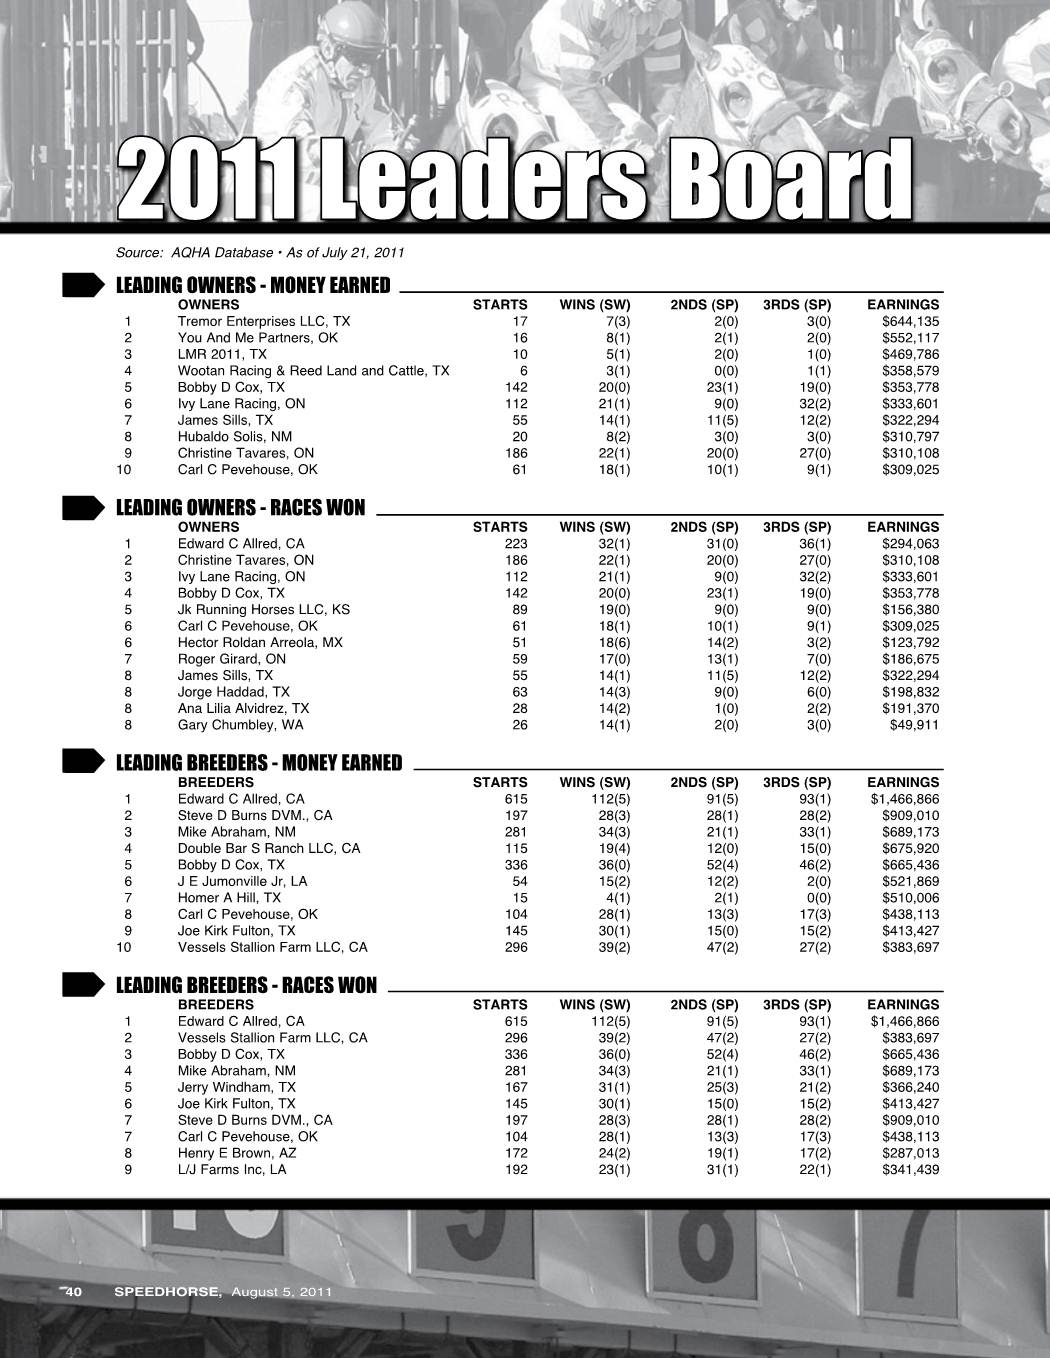 2011 Leaders Board
Source: AQHA Database • As of July 21, 2011
LEADING OWNERS - MONEY EARNED
OWNERS STARTS WINS (SW) 2NDS (SP) 3RDS (SP) EARNINGS
1 Tremor Enterprises LLC, TX 17 7(3) 2(0) 3(0) $644,135
2 You And Me Partners, OK 16 8(1) 2(1) 2(0) $552,117
3 LMR 2011, TX 10 5(1) 2(0) 1(0) $469,786
4 Wootan Racing & Reed Land and Cattle, TX 6 3(1) 0(0) 1(1) $358,579
5 Bobby D Cox, TX 142 20(0) 23(1) 19(0) $353,778
6 Ivy Lane Racing, ON 112 21(1) 9(0) 32(2) $333,601
7 James Sills, TX 55 14(1) 11(5) 12(2) $322,294
8 Hubaldo Solis, NM 20 8(2) 3(0) 3(0) $310,797
9 Christine Tavares, ON 186 22(1) 20(0) 27(0) $310,108
10 Carl C Pevehouse, OK 61 18(1) 10(1) 9(1) $309,025
LEADING OWNERS - RACES WON
OWNERS STARTS WINS (SW) 2NDS (SP) 3RDS (SP) EARNINGS
1 Edward C Allred, CA 223 32(1) 31(0) 36(1) $294,063
2 Christine Tavares, ON 186 22(1) 20(0) 27(0) $310,108
3 Ivy Lane Racing, ON 112 21(1) 9(0) 32(2) $333,601
4 Bobby D Cox, TX 142 20(0) 23(1) 19(0) $353,778
5 Jk Running Horses LLC, KS 89 19(0) 9(0) 9(0) $156,380
6 Carl C Pevehouse, OK 61 18(1) 10(1) 9(1) $309,025
6 Hector Roldan Arreola, MX 51 18(6) 14(2) 3(2) $123,792
7 Roger Girard, ON 59 17(0) 13(1) 7(0) $186,675
8 James Sills, TX 55 14(1) 11(5) 12(2) $322,294
8 Jorge Haddad, TX 63 14(3) 9(0) 6(0) $198,832
8 Ana Lilia Alvidrez, TX 28 14(2) 1(0) 2(2) $191,370
8 Gary Chumbley, WA 26 14(1) 2(0) 3(0) $49,911
LEADING BREEDERS - MONEY EARNED
BREEDERS STARTS WINS (SW) 2NDS (SP) 3RDS (SP) EARNINGS
1 Edward C Allred, CA 615 112(5) 91(5) 93(1) $1,466,866
2 Steve D Burns DVM., CA 197 28(3) 28(1) 28(2) $909,010
3 Mike Abraham, NM 281 34(3) 21(1) 33(1) $689,173
4 Double Bar S Ranch LLC, CA 115 19(4) 12(0) 15(0) $675,920
5 Bobby D Cox, TX 336 36(0) 52(4) 46(2) $665,436
6 J E Jumonville Jr, LA 54 15(2) 12(2) 2(0) $521,869
7 Homer A Hill, TX 15 4(1) 2(1) 0(0) $510,006
8 Carl C Pevehouse, OK 104 28(1) 13(3) 17(3) $438,113
9 Joe Kirk Fulton, TX 145 30(1) 15(0) 15(2) $413,427
10 Vessels Stallion Farm LLC, CA 296 39(2) 47(2) 27(2) $383,697
LEADING BREEDERS - RACES WON
BREEDERS STARTS WINS (SW) 2NDS (SP) 3RDS (SP) EARNINGS
1 Edward C Allred, CA 615 112(5) 91(5) 93(1) $1,466,866
2 Vessels Stallion Farm LLC, CA 296 39(2) 47(2) 27(2) $383,697
3 Bobby D Cox, TX 336 36(0) 52(4) 46(2) $665,436
4 Mike Abraham, NM 281 34(3) 21(1) 33(1) $689,173
5 Jerry Windham, TX 167 31(1) 25(3) 21(2) $366,240
6 Joe Kirk Fulton, TX 145 30(1) 15(0) 15(2) $413,427
7 Steve D Burns DVM., CA 197 28(3) 28(1) 28(2) $909,010
7 Carl C Pevehouse, OK 104 28(1) 13(3) 17(3) $438,113
8 Henry E Brown, AZ 172 24(2) 19(1) 17(2) $287,013
9 L/J Farms Inc, LA 192 23(1) 31(1) 22(1) $341,439
10 9 8 7
40 SPEEDHORSE, August 5, 2011